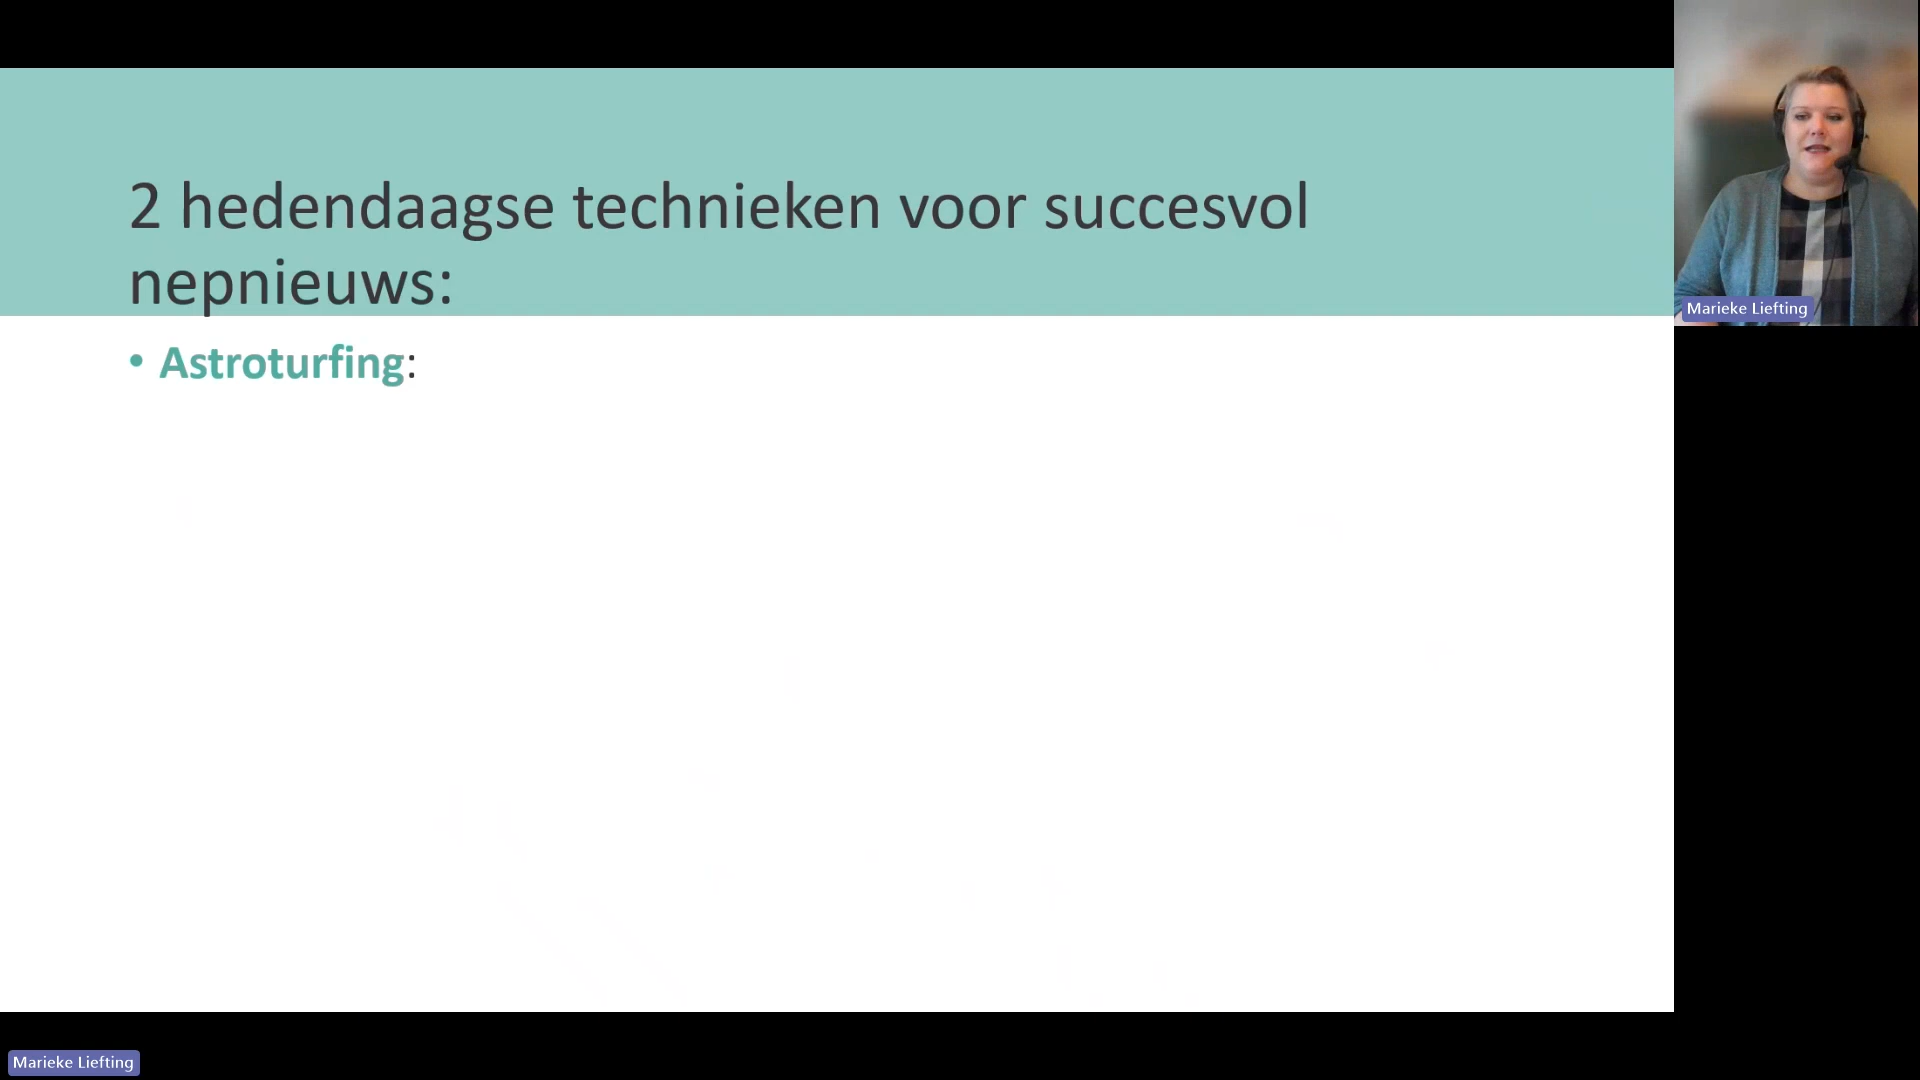 2 hedendaagse technieken voor succesvol
nepnieuws:
• Astroturfing:
Marieke Liefting
Marieke Liefting